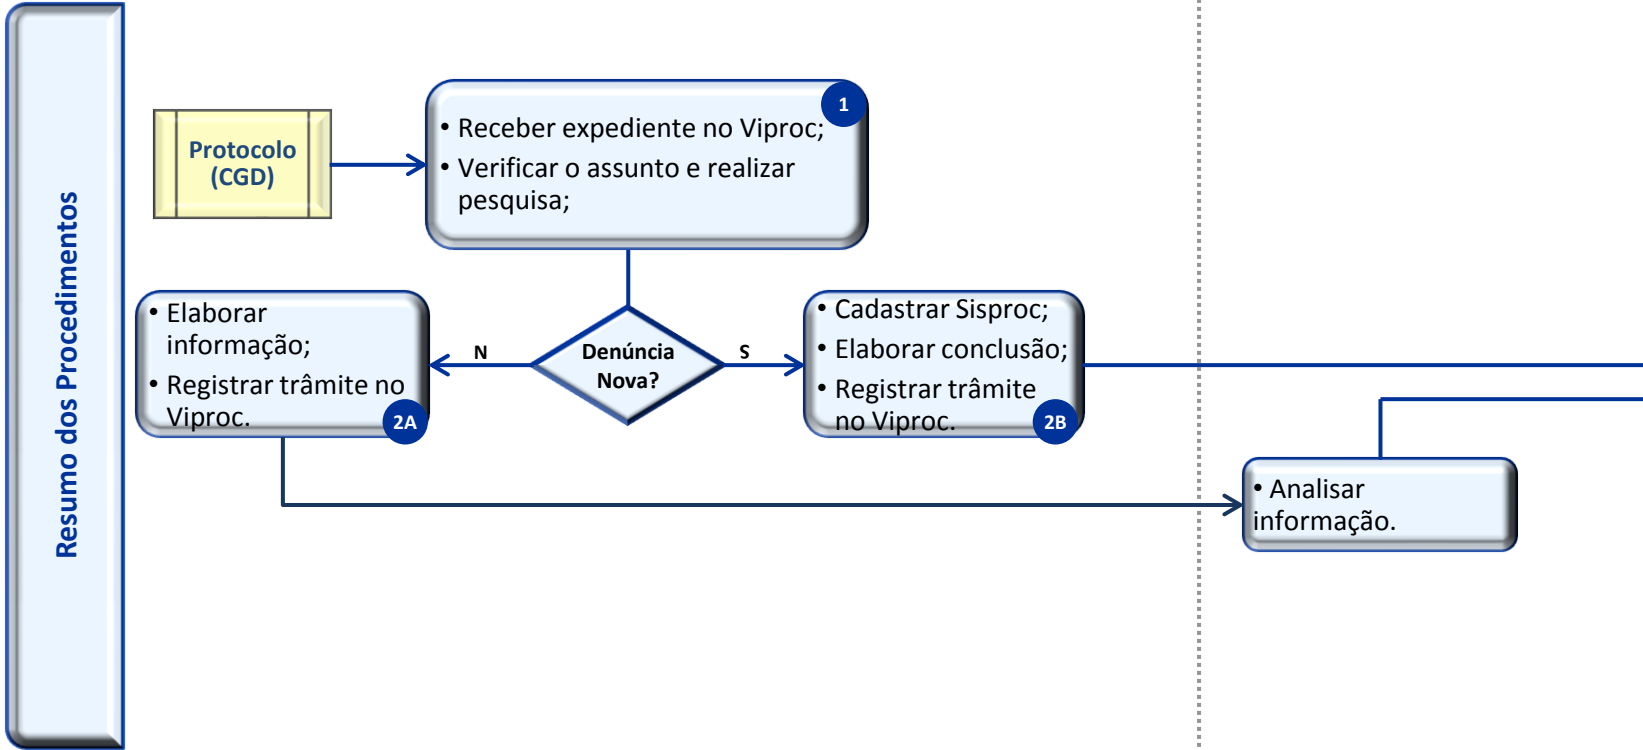 Resumo dos Procedimentos
Protocolo
(CGD)
1
• Receber expediente no Viproc;
• Verificar o assunto e realizar
pesquisa;
• Elaborar
informação;
• Registrar trâmite no
Viproc.
2A
N
Denúncia
Nova?
S
• Cadastrar Sisproc;
• Elaborar conclusão;
• Registrar trâmite
no Viproc.
2B
• Analisar
informação.